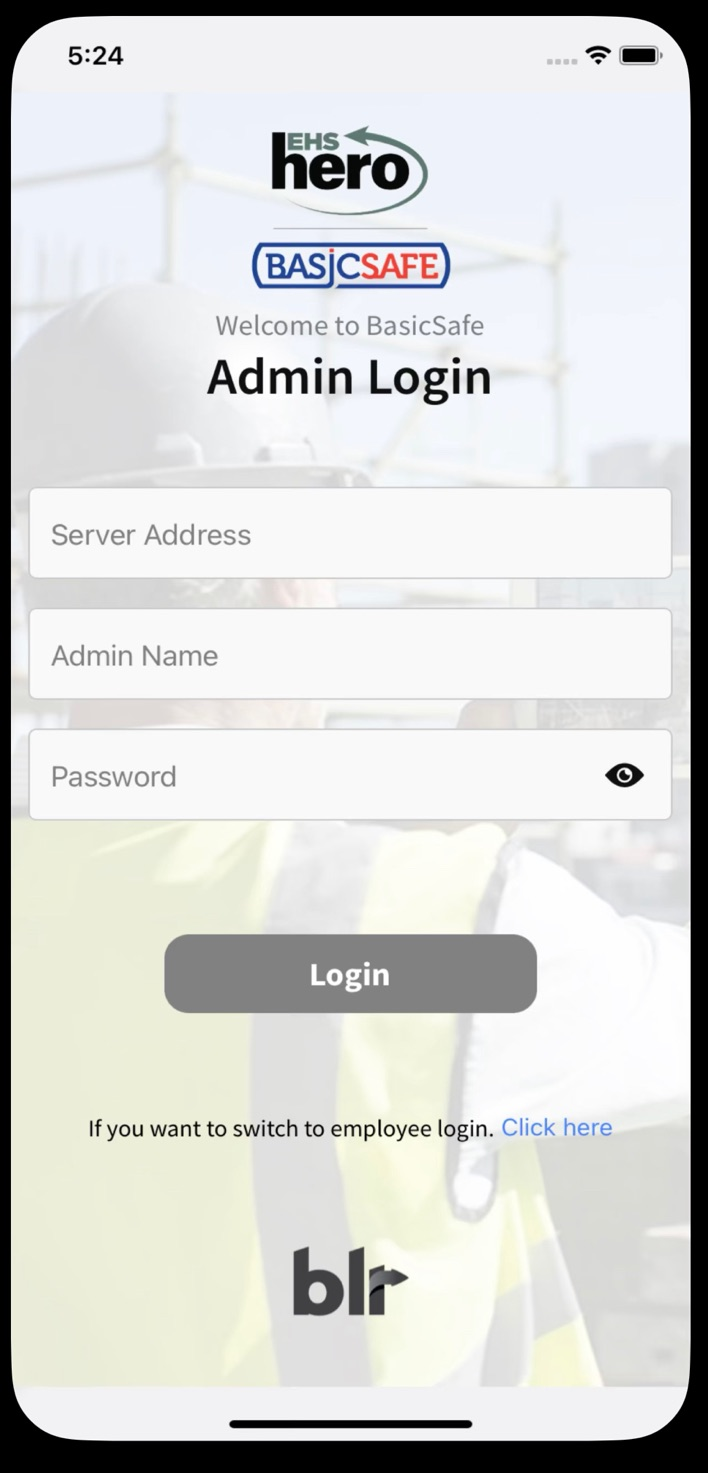 5:24
EHS
hero
BASiCSAFE
Welcome to BasicSafe
Admin Login
Server Address
Admin Name
Password
Login
If you want to switch to employee login. Click here
blr